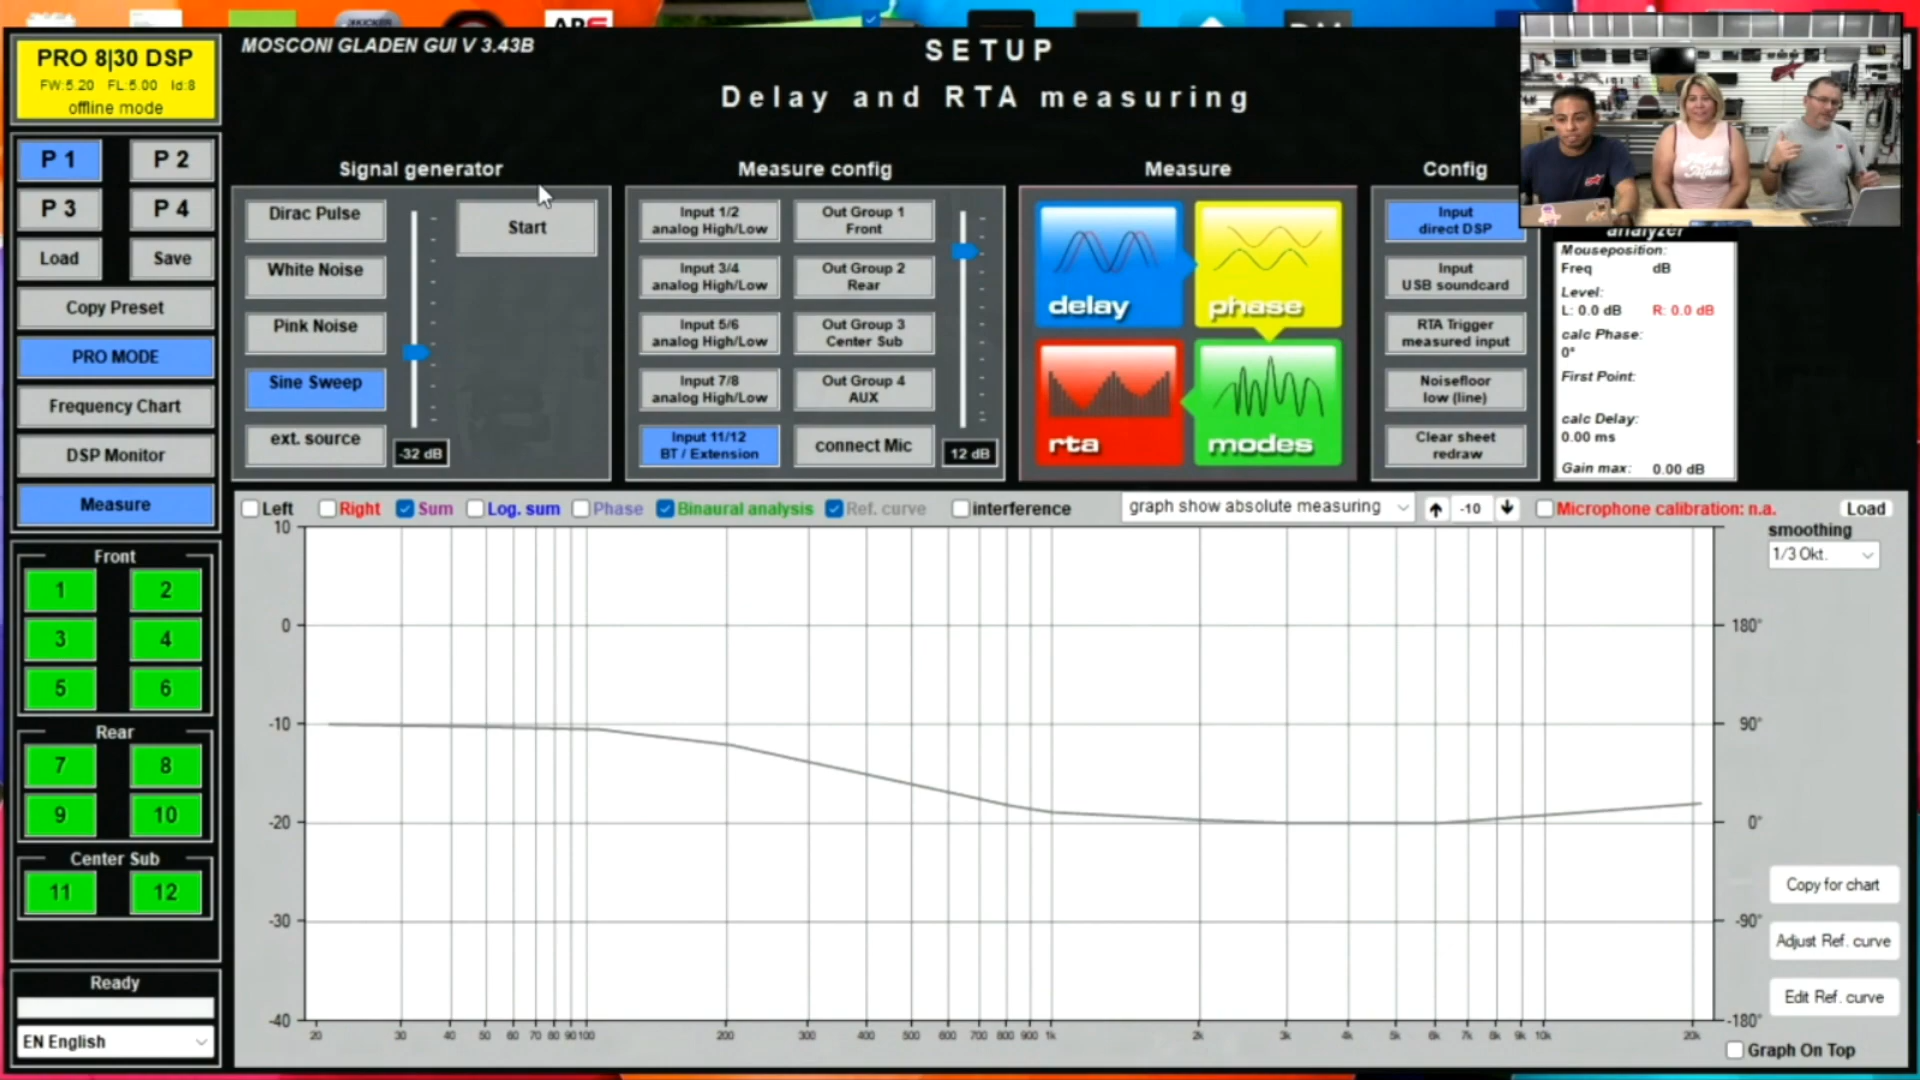 KICKER
PRO 8|30 DSP
FW:5.20 FL:5.00 Id:8
offline mode
MOSCONI GLADEN GUI V 3.43B
SETUP
Delay and RTA measuring
P 1
P 2
P 3
P 4
Load
Save
Copy Preset
PRO MODE
Frequency Chart
DSP Monitor
Measure
Signal generator
Dirac Pulse
White Noise
Pink Noise
Sine Sweep
ext. source
-32 dB
Start
Measure config
Input 1/2
analog High/Low
Input 3/4
analog High/Low
Input 5/6
analog High/Low
Input 7/8
analog High/Low
Input 11/12
BT / Extension
Out Group 1
Front
Out Group 2
Rear
Out Group 3
Center Sub
Out Group 4
AUX
connect Mic
12 dB
Measure
delay
phase
rta
modes
Config
Input
direct DSP
Input
USB soundcard
RTA Trigger
measured input
Noisefloor
low (line)
Clear sheet
redraw
analyzer
Mouseposition:
Freq dB
Level:
L: 0.0 dB R: 0.0 dB
calc Phase:
0°
First Point:
calc Delay:
0.00 ms
Gain max: 0.00 dB
Left Right Sum Log. sum Phase Binaural analysis Ref. curve interference
graph show absolute measuring
-10
Microphone calibration: n.a.
Load
smoothing
1/3 Okt.
Front
1 2
3 4
5 6
Rear
7 8
9 10
Center Sub
11 12
Ready
EN English
10
0
-10
-20
-30
-40
180°
90°
0°
-90°
-180°
20 30 40 50 60 70 80 90 100 200 300 400 500 600 700 800 900 1k 2k 3k 4k 5k 6k 7k 8k 9k 10k 20k
Copy for chart
Adjust Ref. curve
Edit Ref. curve
Graph On Top